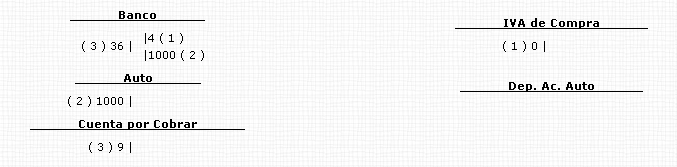 Banco
( 3 ) 36 | |4 ( 1 )
|1000 ( 2 )
Auto
( 2 ) 1000 |
Cuenta por Cobrar
( 3 ) 9 |
IVA de Compra
( 1 ) 0 |
Dep. Ac. Auto